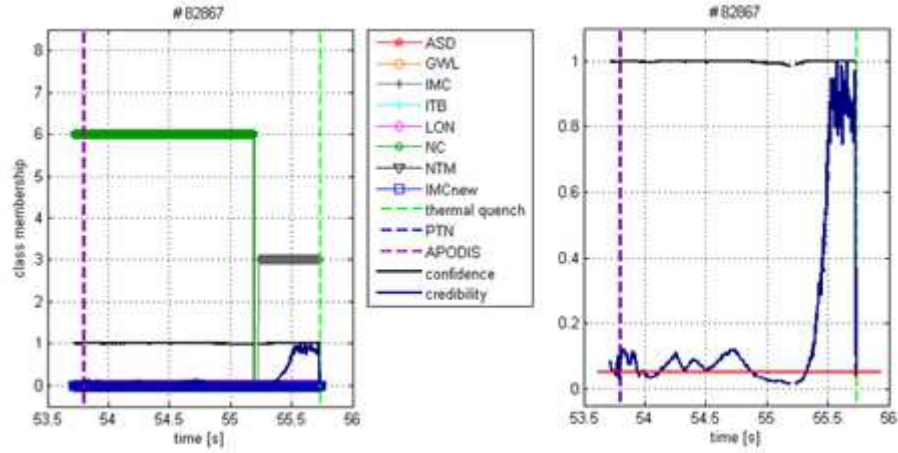 #82867
8
7
6
5
4
3
2
1
0
class membership
53.5 54 54.5 55 55.5 56
time [s]
ASD
GWL
IMC
ITB
LON
NC
NTM
IMCnew
thermal quench
PTN
APODIS
confidence
credibility
#82867
1
0.8
0.6
0.4
0.2
0
53.5 54 54.5 55 55.5 56
time [s]